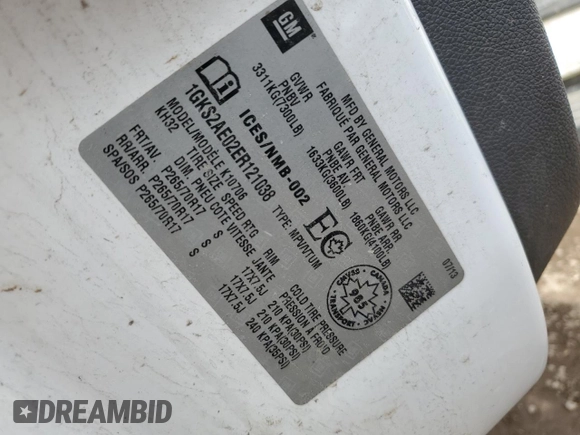 GM
MFD BY GENERAL MOTORS LLC
FABRIQUE PAR GENERAL MOTORS LLC
GVWR GAWR FRT GAWR RR
PNBV PNBE AV PNBE ARR.
3311KG(7300LB) 1633KG(3600LB) 1860KG(4100LB)
ICES/NMB-002 EC 07/13
1GKS2AE02ER121038 TYPE: MPV/VTUM
MODEL/MODÈLE K10706
KH32
TIRE SIZE SPEED RTG RIM COLD TIRE PRESSURE
DIM. PNEU COTE VITESSE JANTE PRESSION A FROID
FRT/AV. P265/70R17 S 17X7.5J 210 KPA(30PSI)
RR/ARR. P265/70R17 S 17X7.5J 210 KPA(30PSI)
SPA/SOS P265/70R17 S 17X7.5J 240 KPA(35PSI)
CANADA
985
TRANSPORT
DREAMBID